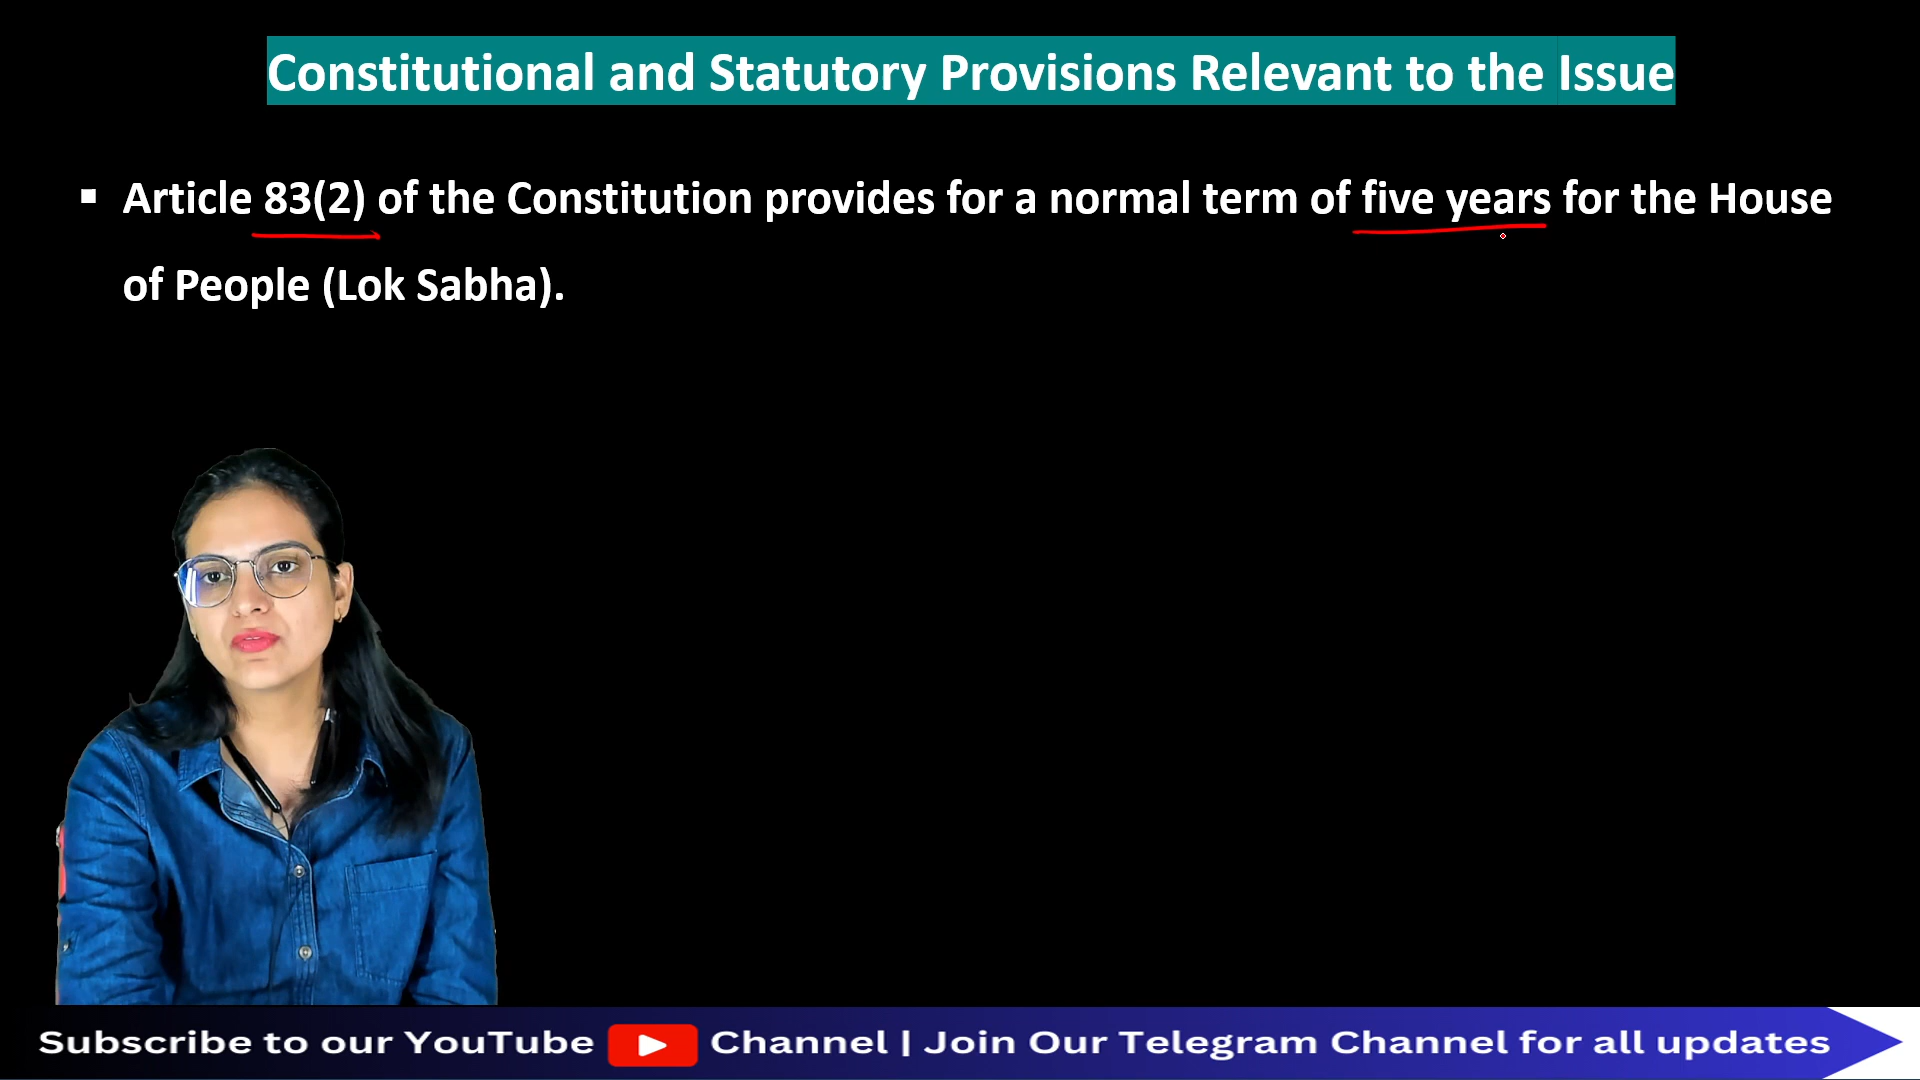 Constitutional and Statutory Provisions Relevant to the Issue
▪ Article 83(2) of the Constitution provides for a normal term of five years for the House
of People (Lok Sabha).
Subscribe to our YouTube Channel | Join Our Telegram Channel for all updates